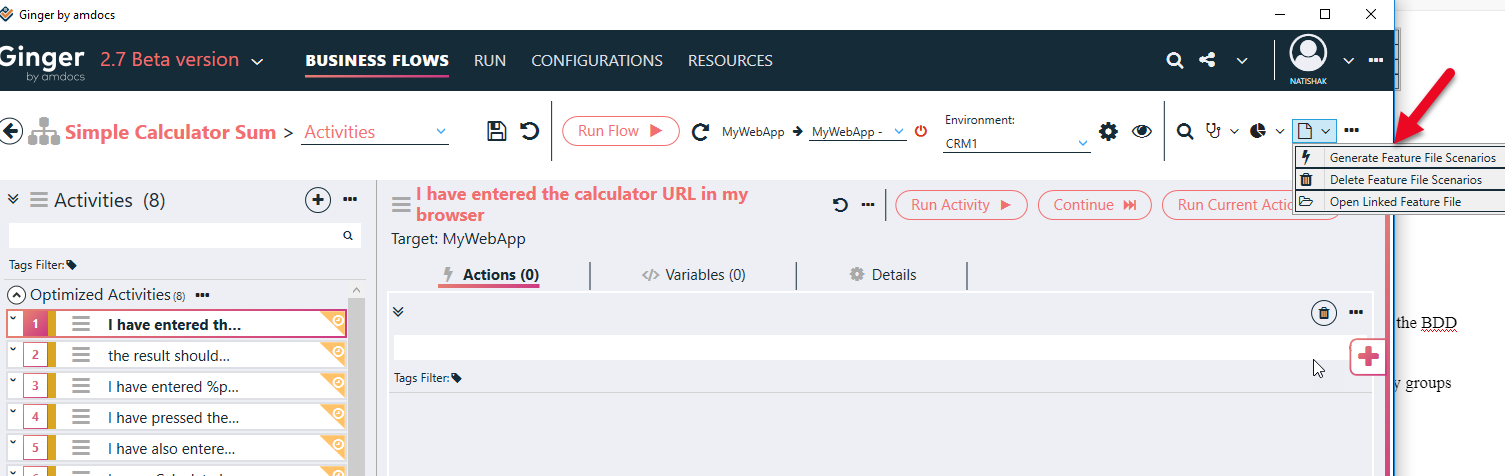 Ginger by amdocs
Ginger
by amdocs
2.7 Beta version
BUSINESS FLOWS
RUN
CONFIGURATIONS
RESOURCES
NATISHAK
Simple Calculator Sum > Activities
Run Flow
MyWebApp
MyWebApp -
Environment:
CRM1
Generate Feature File Scenarios
Delete Feature File Scenarios
Open Linked Feature File
Activities (8)
Tags Filter:
Optimized Activities (8)
1 I have entered th...
2 the result should...
3 I have entered %p...
4 I have pressed the...
5 I have also entere...
I have entered the calculator URL in my
browser
Run Activity
Continue
Run Current Actio
Target: MyWebApp
Actions (0)
Variables (0)
Details
Tags Filter:
the BDD
groups